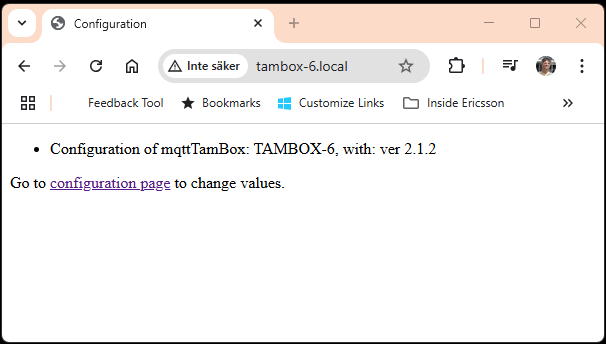 Configuration
Inte säker
tambox-6.local
Feedback Tool
Bookmarks
Customize Links
Inside Ericsson
Configuration of mqttTamBox: TAMBOX-6, with: ver 2.1.2
Go to configuration page to change values.